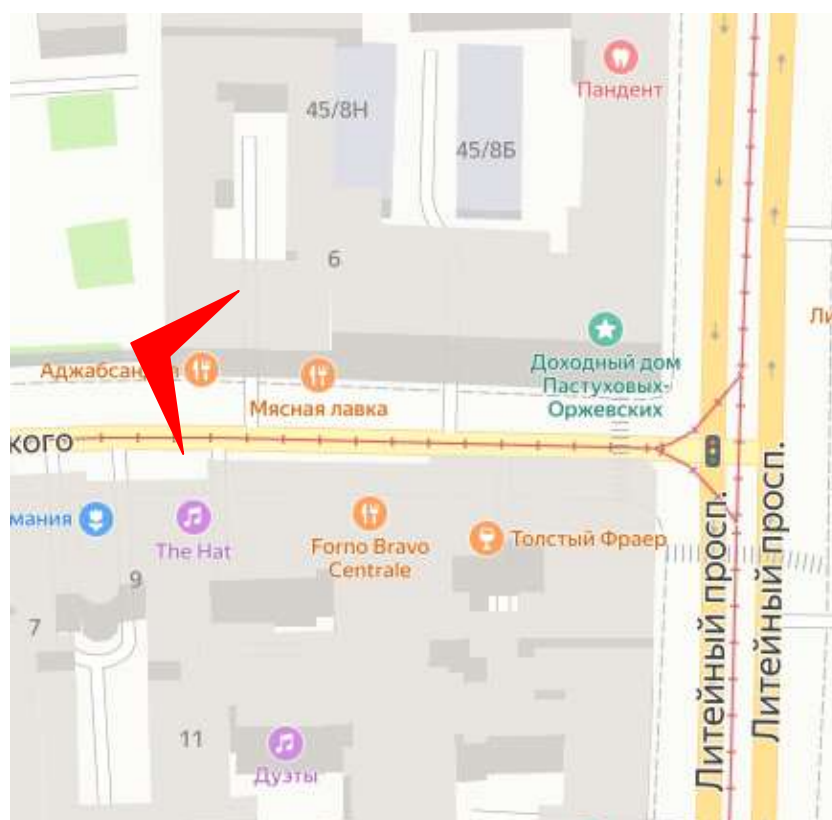 Пандент
45/8Н
45/8Б
6
Ли
Доходный дом
Пастуховых-
Оржевских
Мясная лавка
кого
мания
The Hat
Forno Bravo
Centrale
Толстый Фраер
9
7
11
Дуэты
Литейный просп.
Литейный просп.